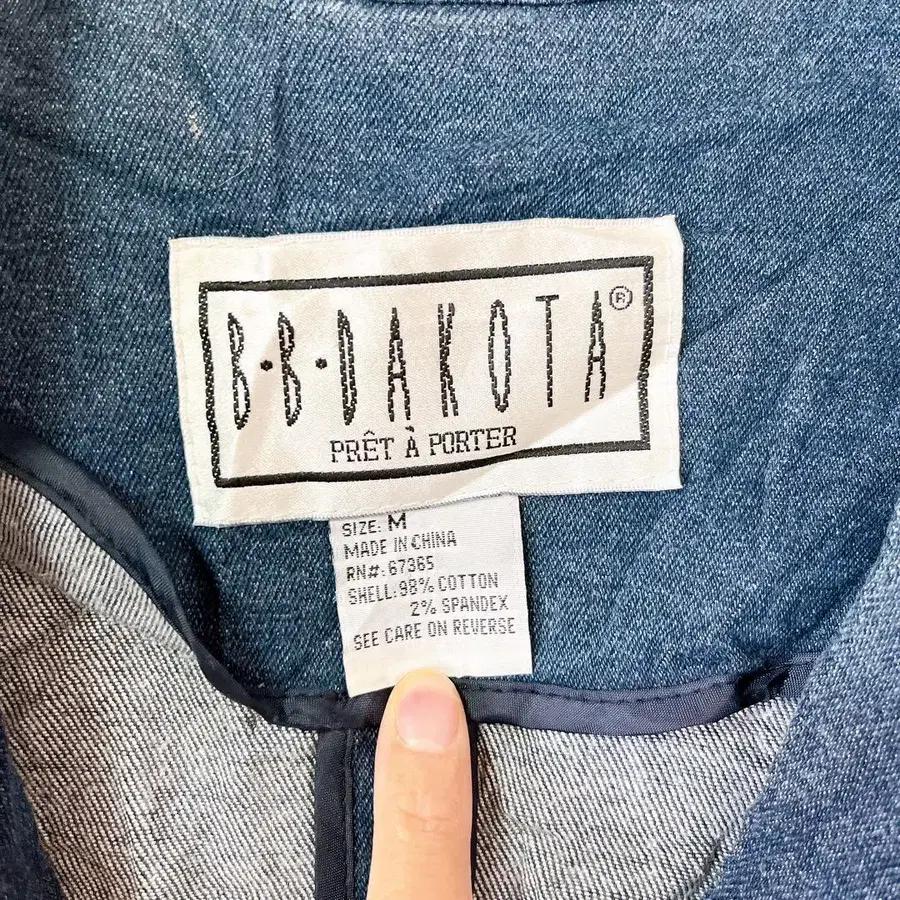 B·B·DAKOTA®
PRÊT À PORTER
SIZE: M
MADE IN CHINA
RN#: 67365
SHELL: 98% COTTON
2% SPANDEX
SEE CARE ON REVERSE